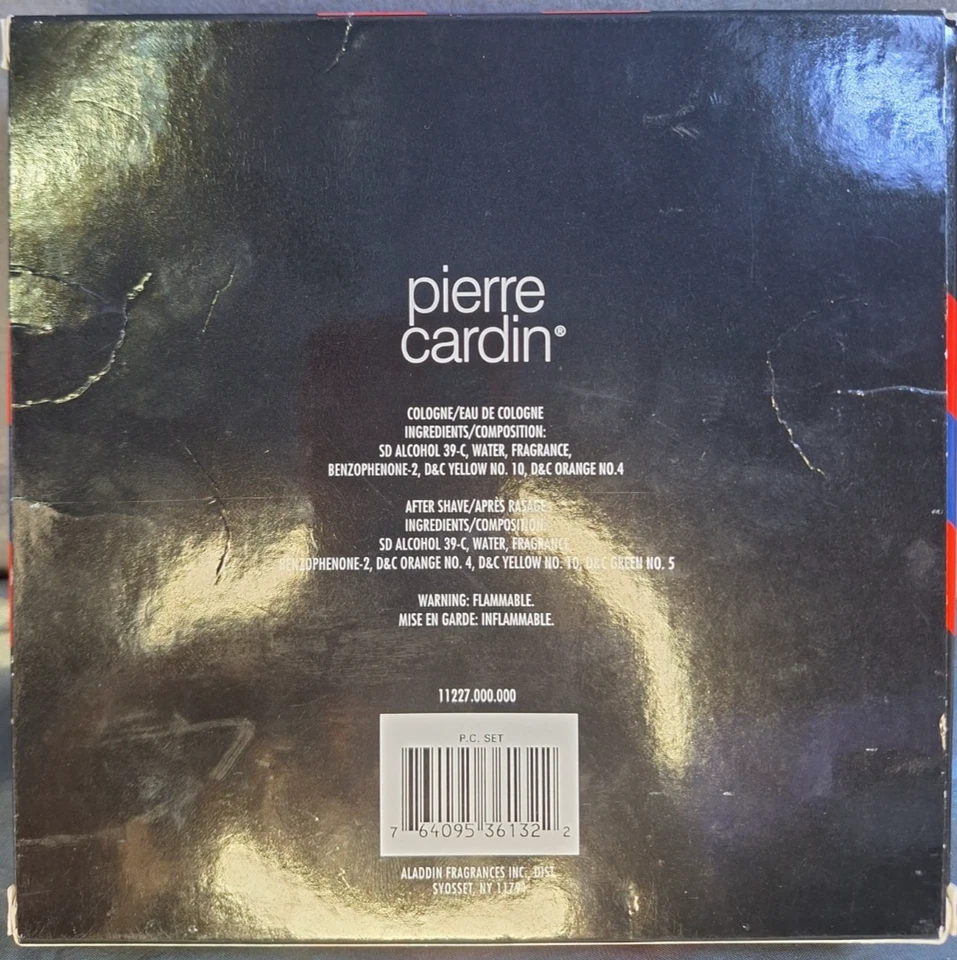 pierre
cardin®
COLOGNE/EAU DE COLOGNE
INGREDIENTS/COMPOSITION:
SD ALCOHOL 39-C, WATER, FRAGRANCE,
BENZOPHENONE-2, D&C YELLOW NO. 10, D&C ORANGE NO.4
AFTER SHAVE/APRÈS RASAGE
INGREDIENTS/COMPOSITION:
SD ALCOHOL 39-C, WATER, FRAGRANCE,
BENZOPHENONE-2, D&C ORANGE NO. 4, D&C YELLOW NO. 10, D&C GREEN NO. 5
WARNING: FLAMMABLE.
MISE EN GARDE: INFLAMMABLE.
11227.000.000
P.C. SET
7 64095 36132 2
ALADDIN FRAGRANCES INC. DIST.
SYOSSET, NY 11791